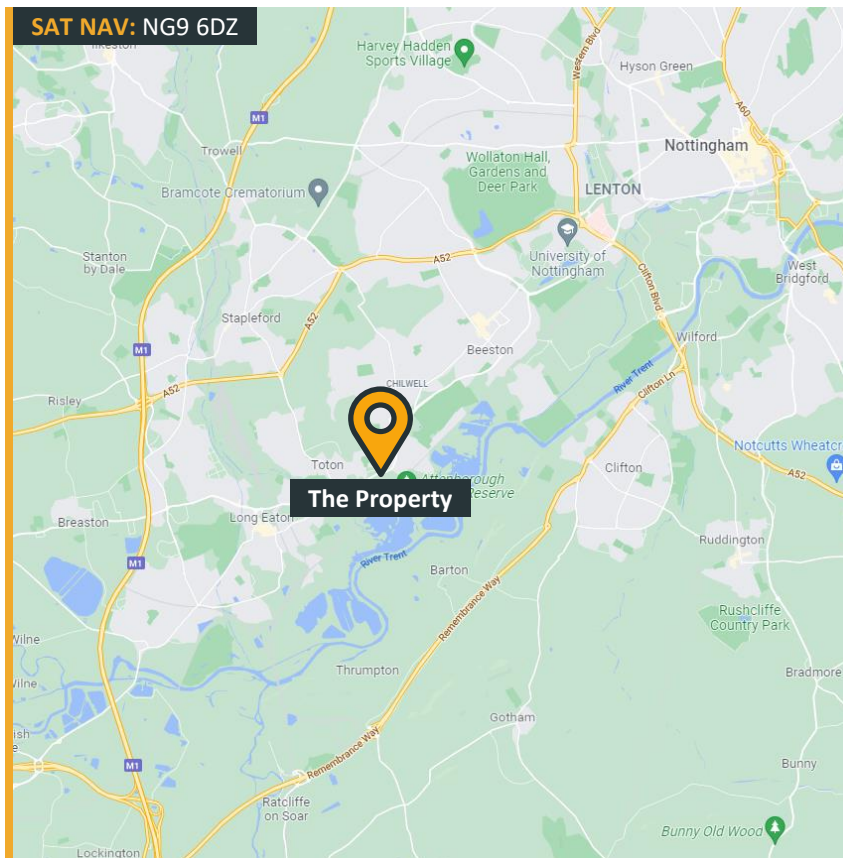 SAT NAV: NG9 6DZ
Ilkeston
Harvey Hadden
Sports Village
Western Blvd
Hyson Green
A60
M1
Trowell
Nottingham
Wollaton Hall,
Gardens and
Deer Park
Bramcote Crematorium
LENTON
Stanton
by Dale
A52
University of
Nottingham
Clifton Blvd
West
Bridgford
Stapleford
A52
M1
Beeston
River Trent
Wilford
CHILWELL
Clifton Ln
A52
Risley
Notcutts Wheatcr
Toton
Clifton
A52
Attenborough
Reserve
The Property
Breaston
Long Eaton
Ruddington
M1
River Trent
Barton
Remembrance Way
Rushcliffe
Country Park
Wilne
Thrumpton
Bradmore
Wilne
Gotham
Remembrance Way
M1
Bunny
Ratcliffe
on Soar
Bunny Old Wood
Lockington